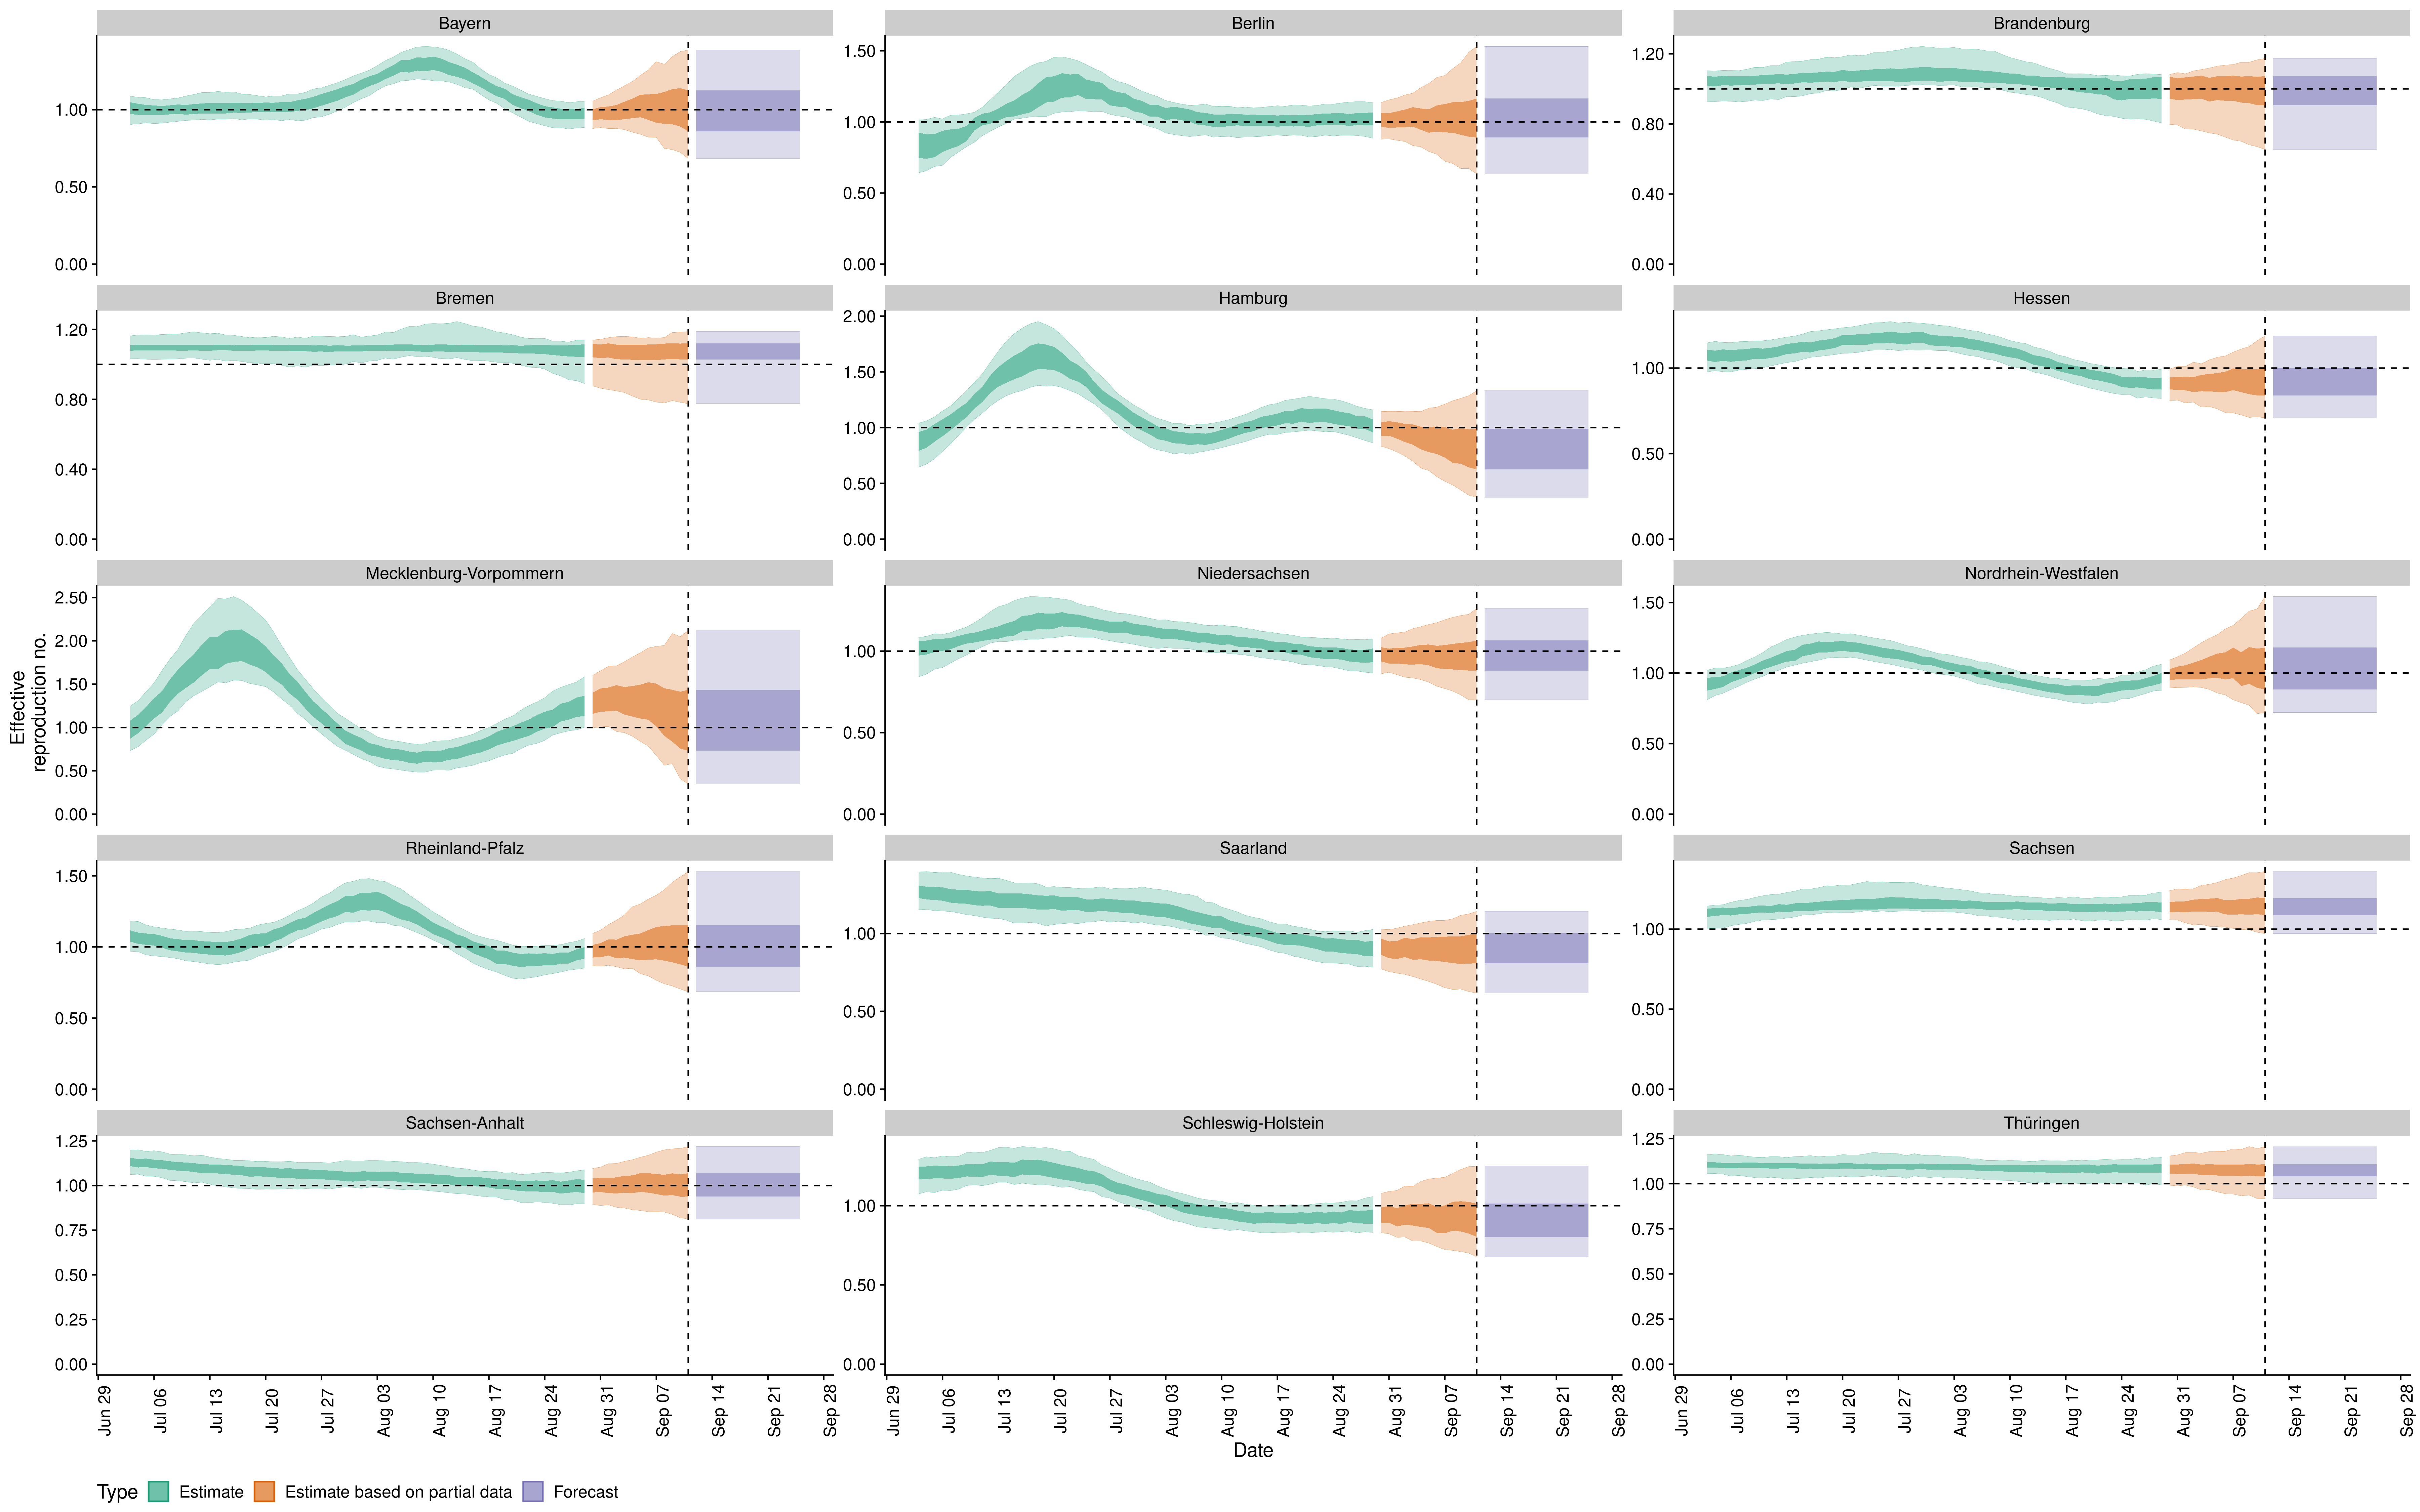 Bayern
Berlin
Brandenburg
1.00
0.50
0.00
1.50
1.00
0.50
0.00
1.20
0.80
0.40
0.00
Bremen
Hamburg
Hessen
1.20
0.80
0.40
0.00
2.00
1.50
1.00
0.50
0.00
1.00
0.50
0.00
Mecklenburg-Vorpommern
Niedersachsen
Nordrhein-Westfalen
Effective
reproduction no.
2.50
2.00
1.50
1.00
0.50
0.00
1.00
0.50
0.00
1.50
1.00
0.50
0.00
Rheinland-Pfalz
Saarland
Sachsen
1.50
1.00
0.50
0.00
1.00
0.50
0.00
1.00
0.50
0.00
Sachsen-Anhalt
Schleswig-Holstein
Thüringen
1.25
1.00
0.75
0.50
0.25
0.00
1.00
0.50
0.00
1.25
1.00
0.75
0.50
0.25
0.00
Jun 29 Jul 06 Jul 13 Jul 20 Jul 27 Aug 03 Aug 10 Aug 17 Aug 24 Aug 31 Sep 07 Sep 14 Sep 21 Sep 28
Jun 29 Jul 06 Jul 13 Jul 20 Jul 27 Aug 03 Aug 10 Aug 17 Aug 24 Aug 31 Sep 07 Sep 14 Sep 21 Sep 28
Jun 29 Jul 06 Jul 13 Jul 20 Jul 27 Aug 03 Aug 10 Aug 17 Aug 24 Aug 31 Sep 07 Sep 14 Sep 21 Sep 28
Date
Type Estimate Estimate based on partial data Forecast